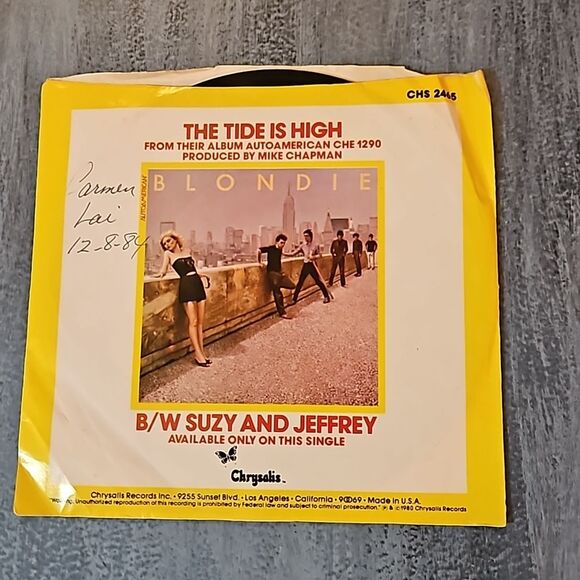 CHS 2465
THE TIDE IS HIGH
FROM THEIR ALBUM AUTOAMERICAN CHE 1290
PRODUCED BY MIKE CHAPMAN
Carmen
Lai
12-8-84
AUTOAMERICAN
BLONDIE
B/W SUZY AND JEFFREY
AVAILABLE ONLY ON THIS SINGLE
Chrysalis
Chrysalis Records Inc. • 9255 Sunset Blvd. • Los Angeles • California • 90069 • Made in U.S.A.
"Warning: Unauthorized reproduction of this recording is prohibited by Federal law and subject to criminal prosecution." ℗ & © 1980 Chrysalis Records